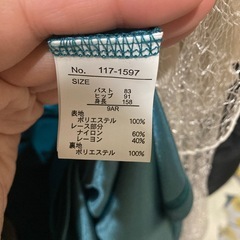 No. 117-1597
SIZE
バスト 83
ヒップ 91
身長 158
9AR
表地
ポリエステル 100%
レース部分
ナイロン 60%
レーヨン 40%
裏地
ポリエステル 100%